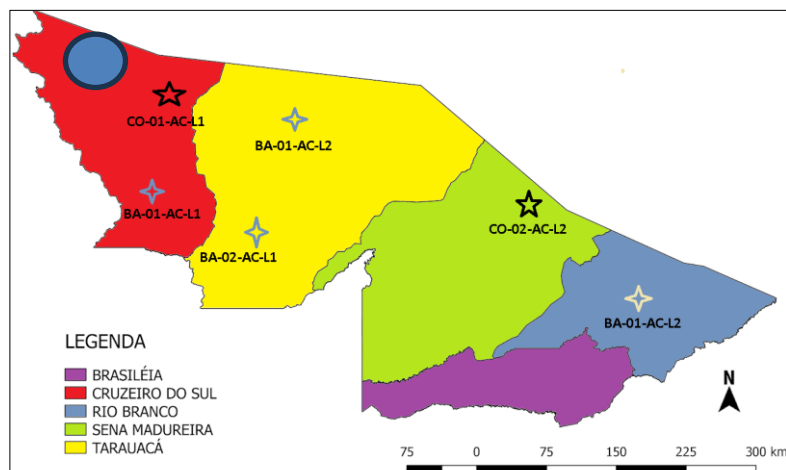 CO-01-AC-L1
BA-01-AC-L2
BA-01-AC-L1
CO-02-AC-L2
BA-02-AC-L1
BA-01-AC-L2
LEGENDA
BRASILÉIA
CRUZEIRO DO SUL
RIO BRANCO
SENA MADUREIRA
TARAUACÁ
N
75 0 75 150 225 300 km